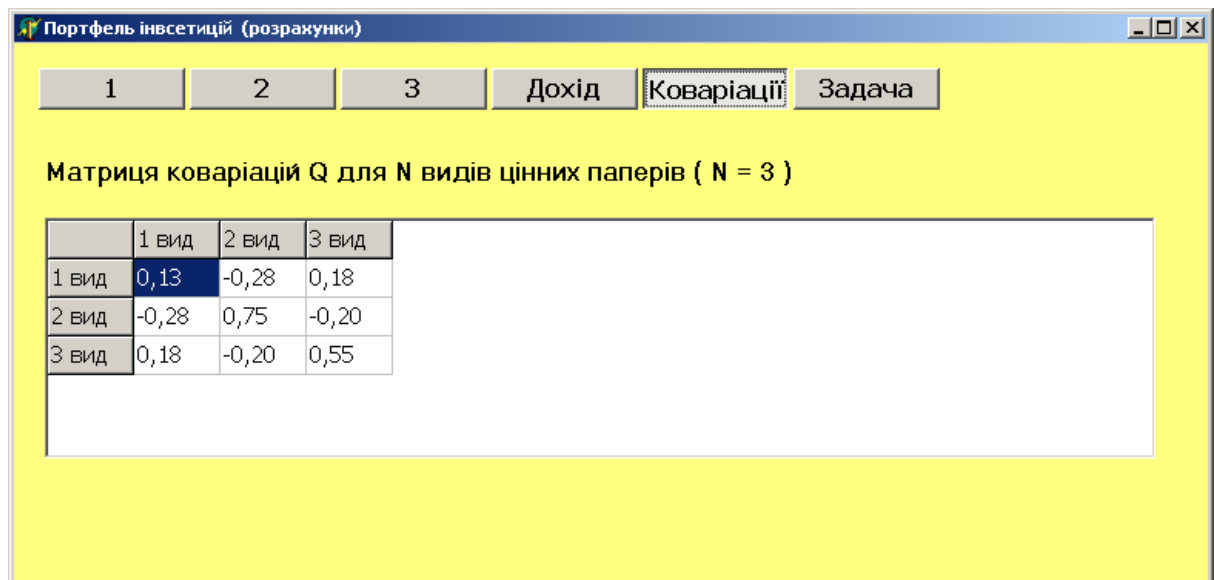 Портфель інвсетицій (розрахунки)
1 2 3 Дохід Коваріації Задача
Матриця коваріацій Q для N видів цінних паперів ( N = 3 )
1 вид 2 вид 3 вид
1 вид 0,13 -0,28 0,18
2 вид -0,28 0,75 -0,20
3 вид 0,18 -0,20 0,55